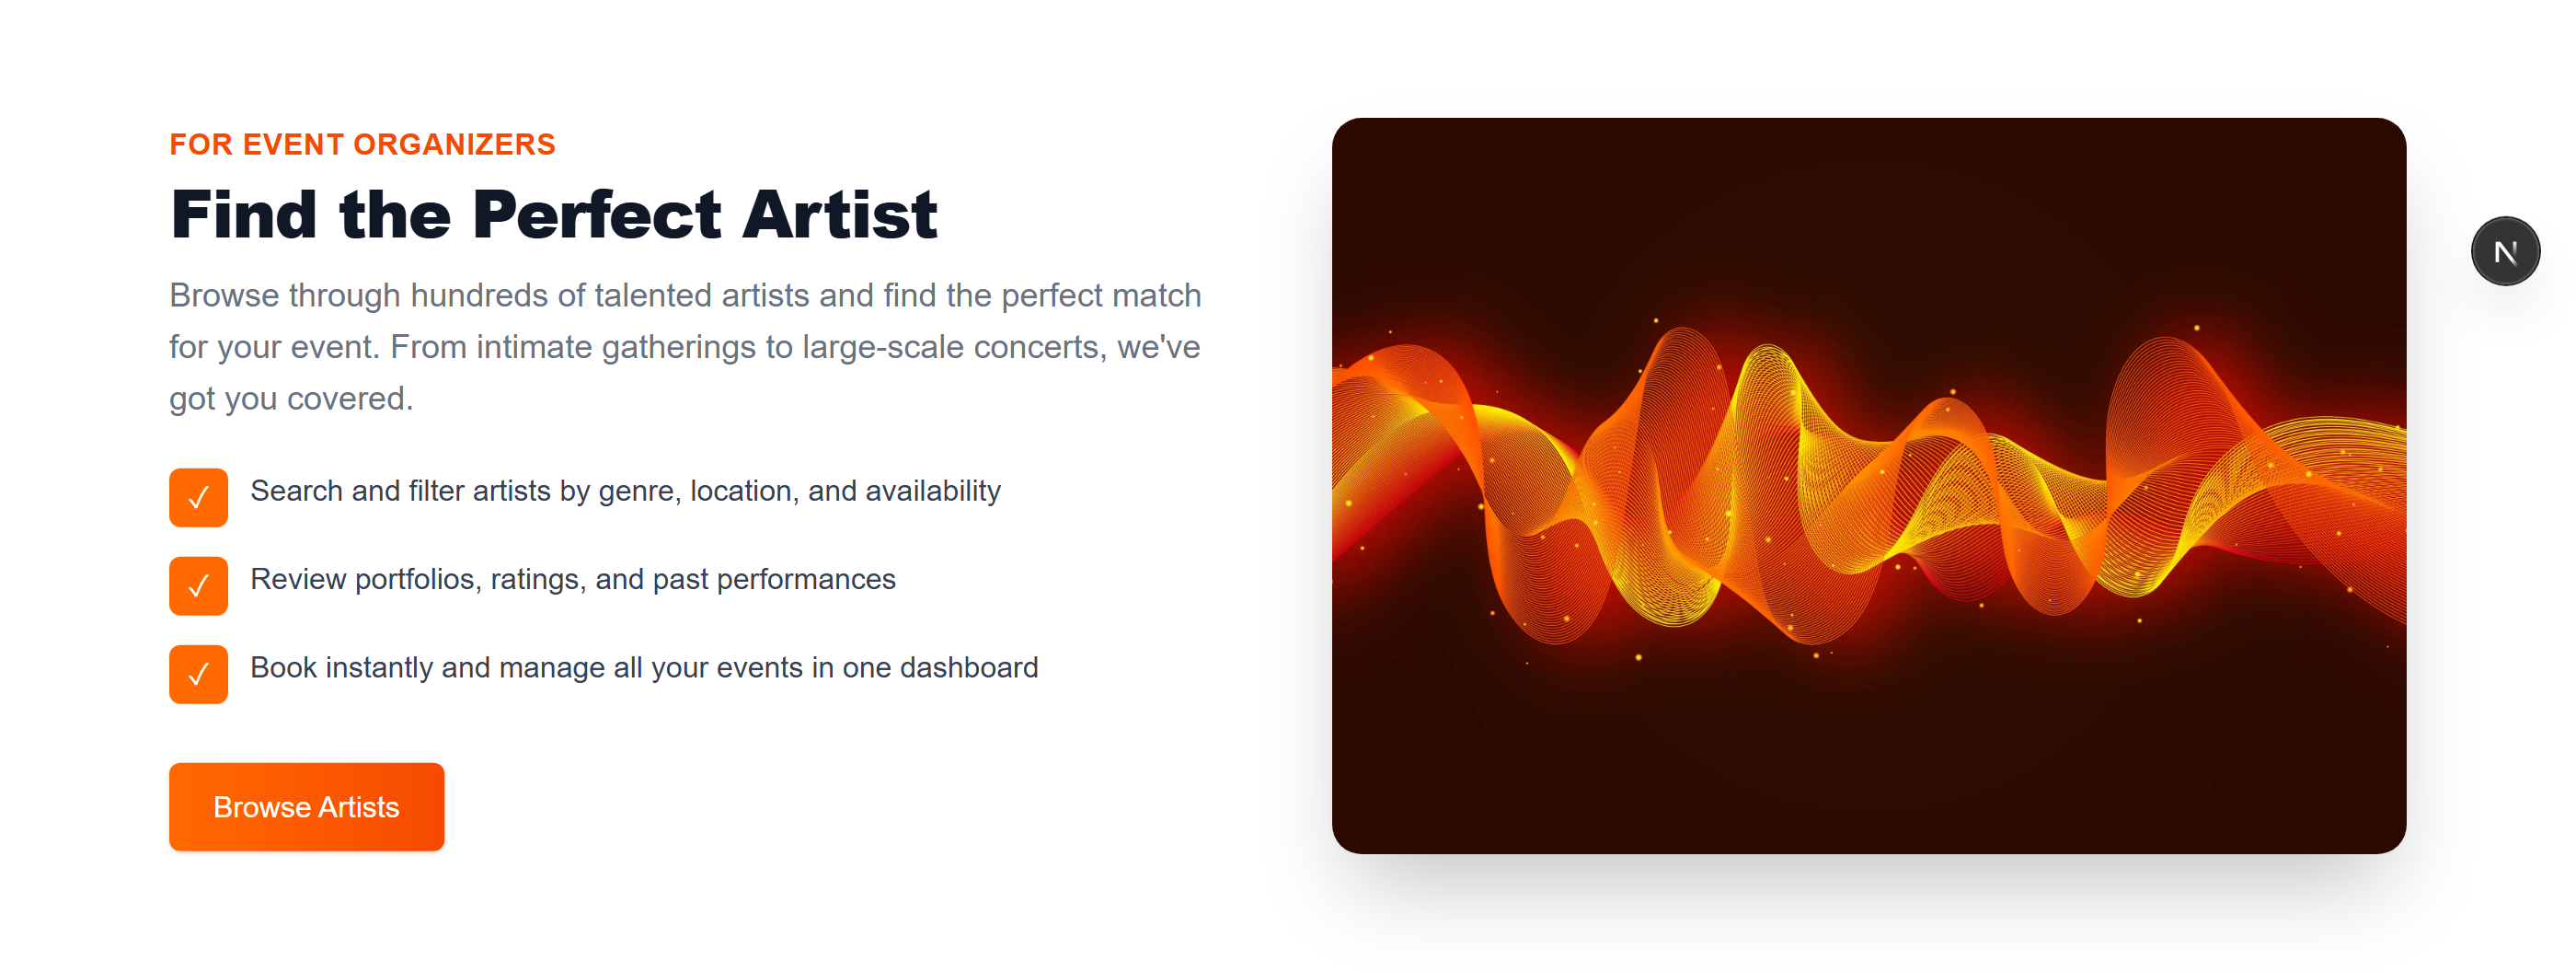 FOR EVENT ORGANIZERS
Find the Perfect Artist
Browse through hundreds of talented artists and find the perfect match
for your event. From intimate gatherings to large-scale concerts, we've
got you covered.
✓ Search and filter artists by genre, location, and availability
✓ Review portfolios, ratings, and past performances
✓ Book instantly and manage all your events in one dashboard
Browse Artists
N